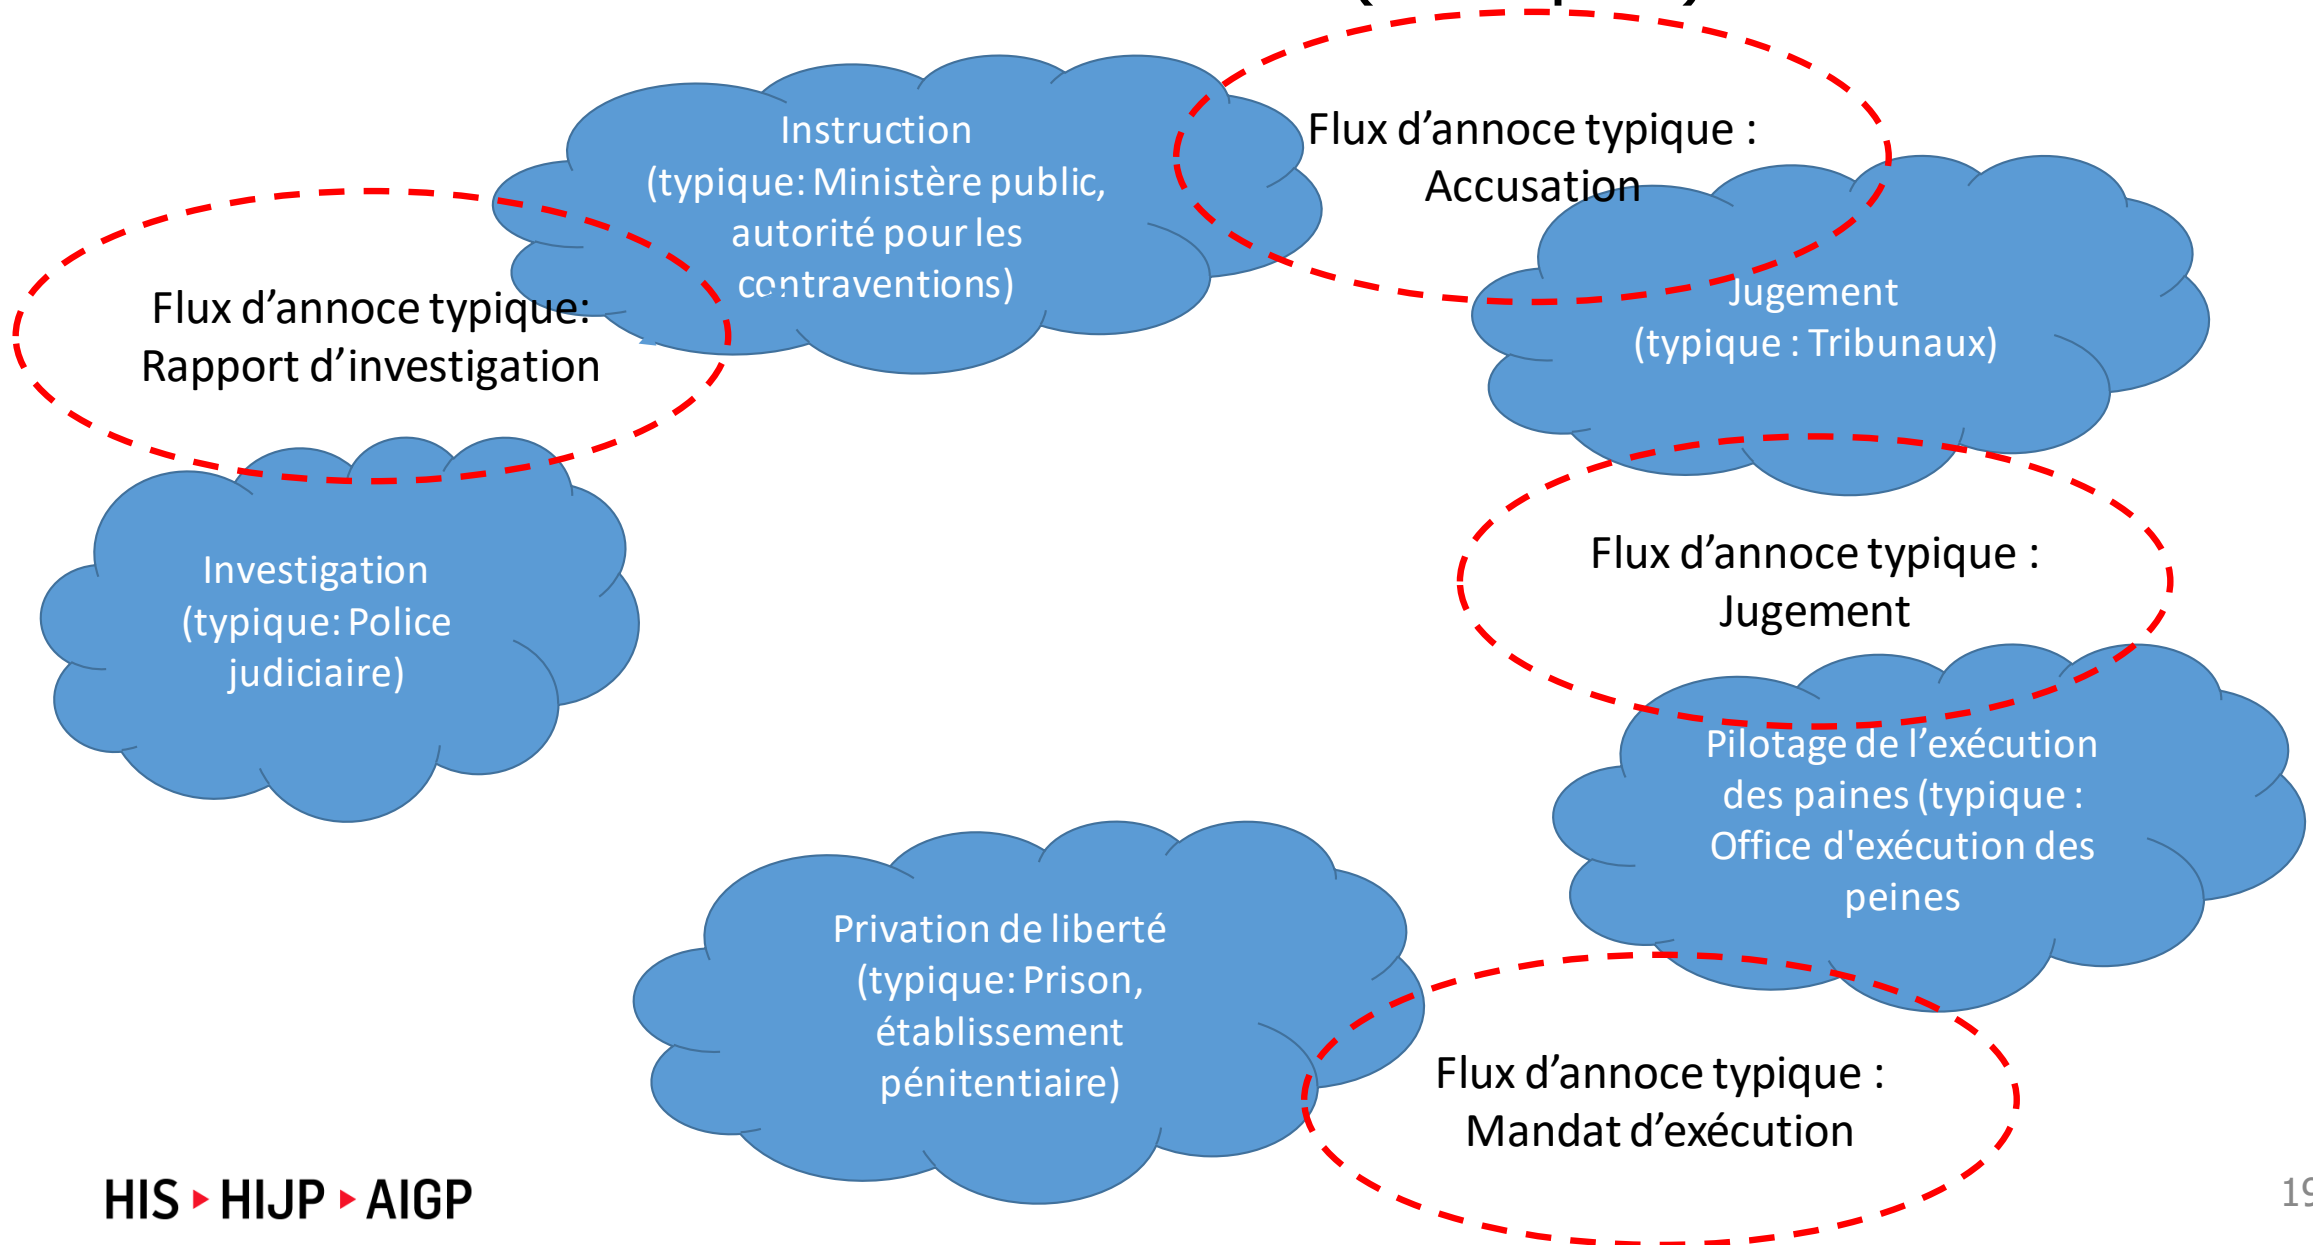 Instruction
(typique: Ministère public,
autorité pour les
contraventions)
Flux d’annoce typique :
Accusation
Flux d’annoce typique:
Rapport d’investigation
Jugement
(typique : Tribunaux)
Investigation
(typique: Police
judiciaire)
Flux d’annoce typique :
Jugement
Pilotage de l’exécution
des paines (typique :
Office d'exécution des
peines
Privation de liberté
(typique: Prison,
établissement
pénitentiaire)
Flux d’annoce typique :
Mandat d’exécution
HIS ▸ HIJP ▸ AIGP
19